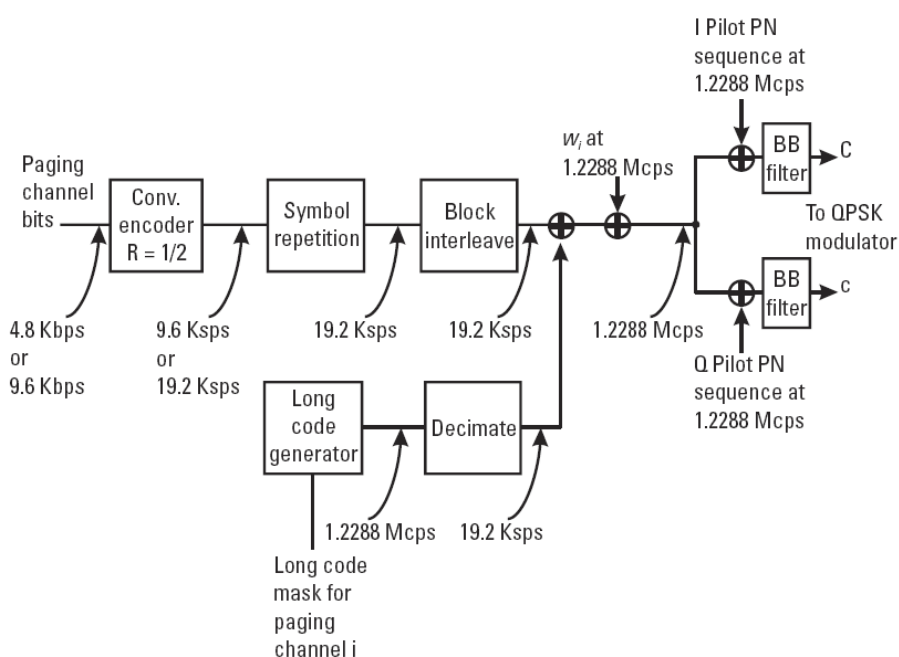 I Pilot PN
sequence at
1.2288 Mcps
wi at
1.2288 Mcps
BB
filter
C
Paging
channel
bits
Conv.
encoder
R = 1/2
Symbol
repetition
Block
interleave
To QPSK
modulator
BB
filter
c
4.8 Kbps
or
9.6 Kbps
9.6 Ksps
or
19.2 Ksps
19.2 Ksps
19.2 Ksps
1.2288 Mcps
Q Pilot PN
sequence at
1.2288 Mcps
Long
code
generator
Decimate
1.2288 Mcps
19.2 Ksps
Long code
mask for
paging
channel i